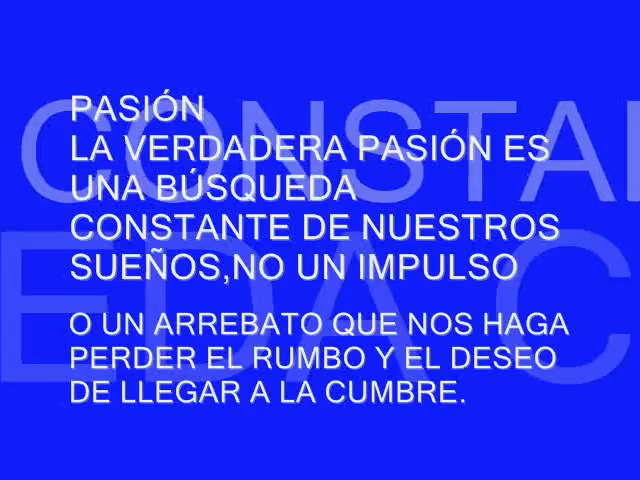 PASIÓN
LA VERDADERA PASIÓN ES
UNA BÚSQUEDA
CONSTANTE DE NUESTROS
SUEÑOS,NO UN IMPULSO
O UN ARREBATO QUE NOS HAGA
PERDER EL RUMBO Y EL DESEO
DE LLEGAR A LA CUMBRE.